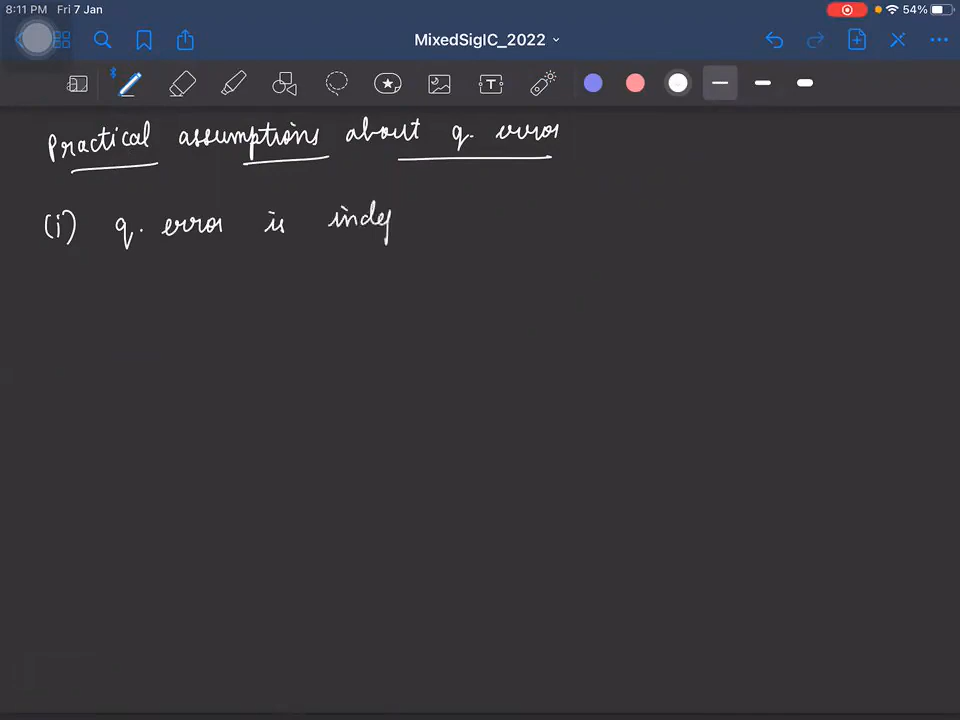 8:11 PM Fri 7 Jan 54%
MixedSigIC_2022
T
Practical assumptions about q. error
(i) q. error is indep